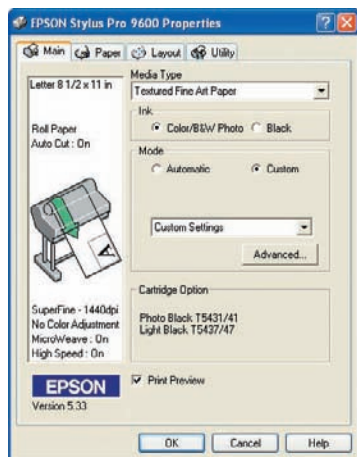 EPSON Stylus Pro 9600 Properties
Main
Paper
Layout
Utility
Letter 8 1/2 x 11 in
Roll Paper
Auto Cut : On
A
SuperFine - 1440dpi
No Color Adjustment
MicroWeave : On
High Speed : On
EPSON
Version 5.33
Media Type
Textured Fine Art Paper
Ink
Color/B&W Photo
Black
Mode
Automatic
Custom
Custom Settings
Advanced...
Cartridge Option
Photo Black T5431/41
Light Black T5437/47
Print Preview
OK
Cancel
Help